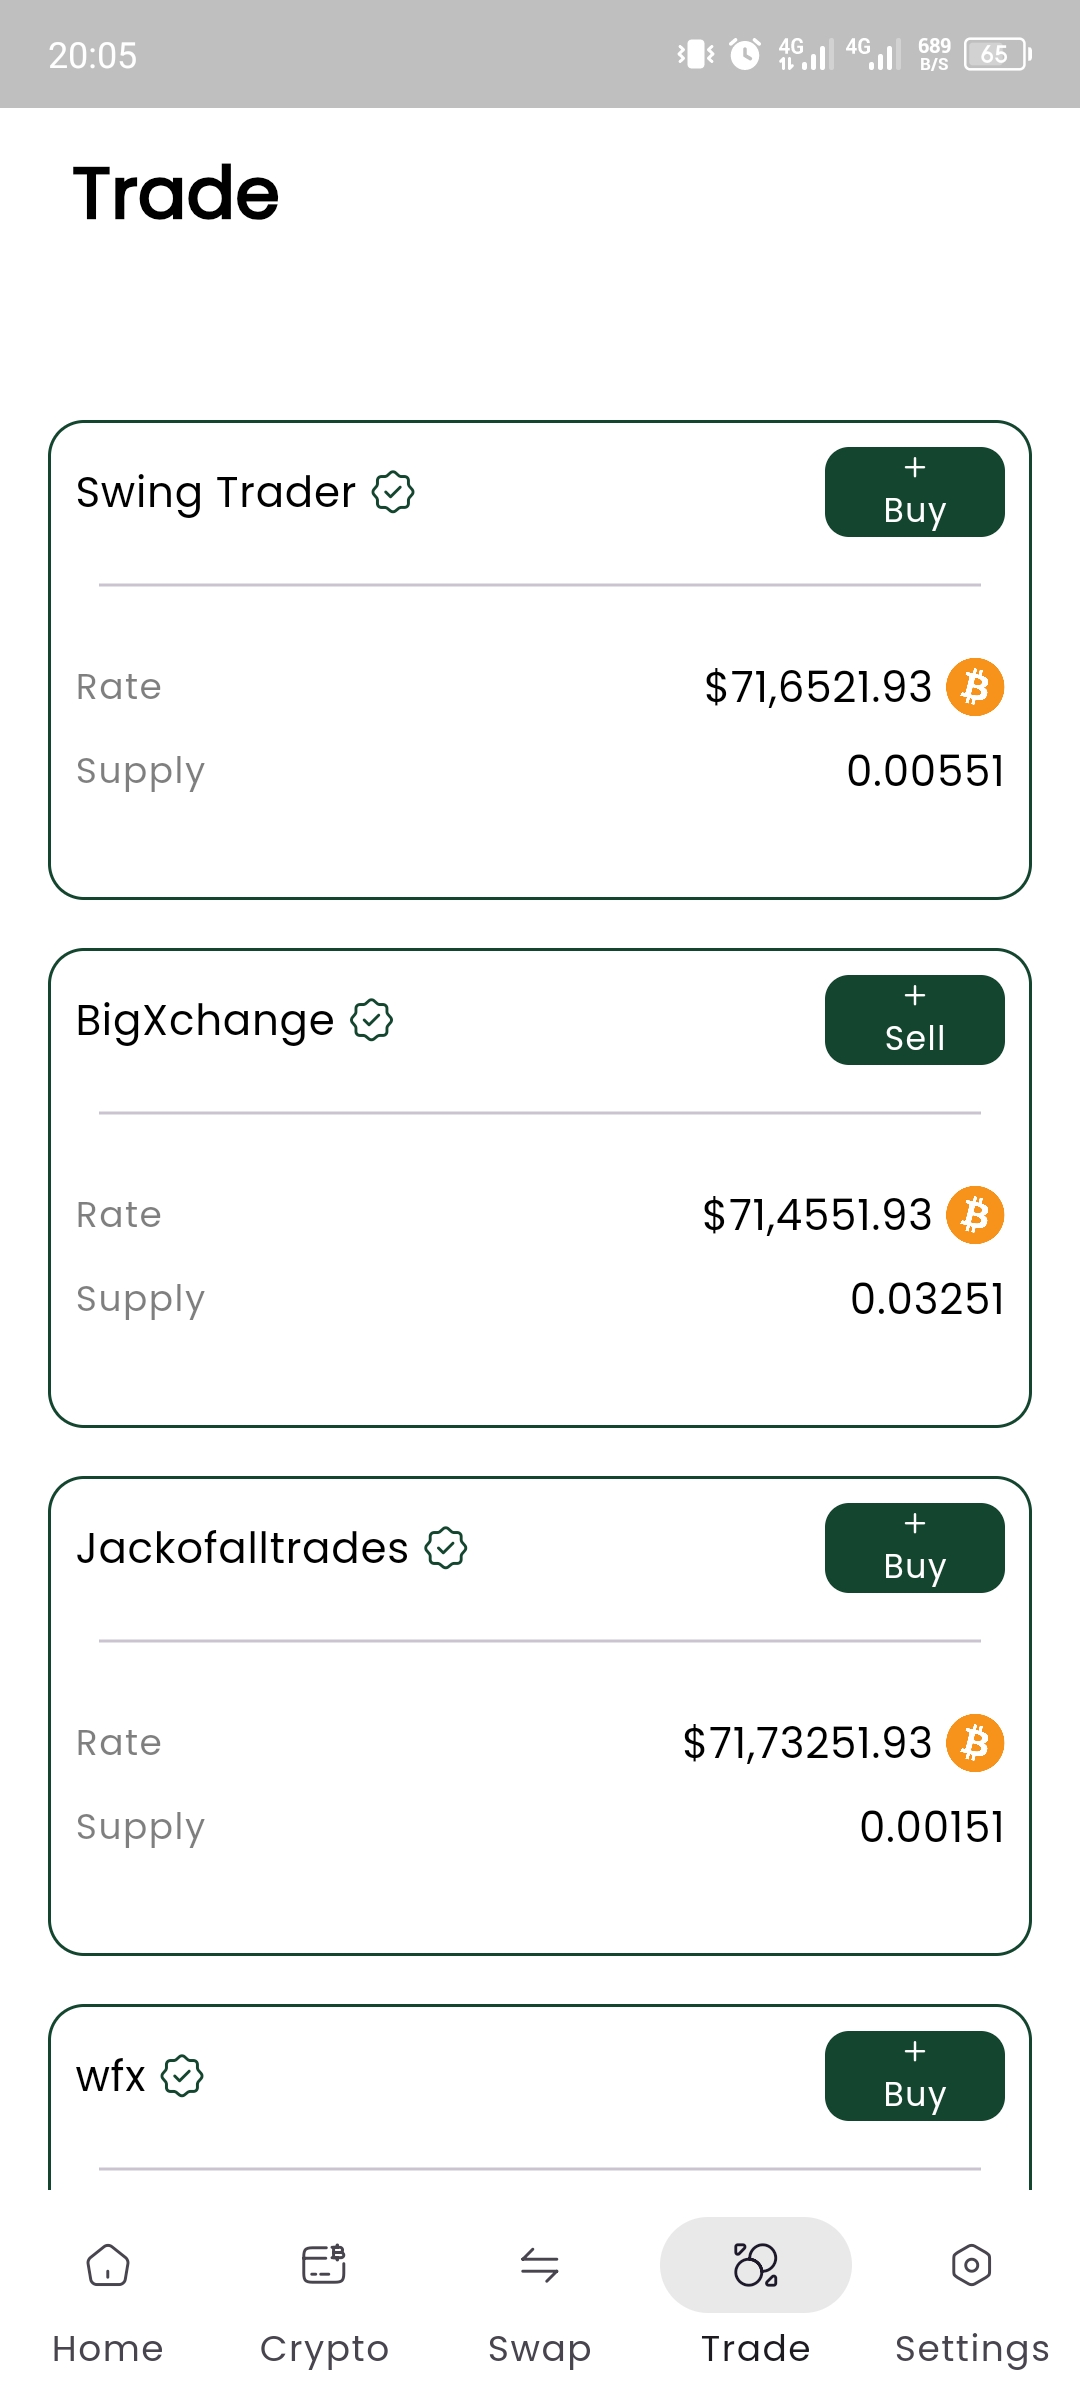 20:05 4G 4G 689 B/S 65
Trade
Swing Trader
+ Buy
Rate $71,6521.93
Supply 0.00551
BigXchange
+ Sell
Rate $71,4551.93
Supply 0.03251
Jackofalltrades
+ Buy
Rate $71,73251.93
Supply 0.00151
wfx
+ Buy
Home Crypto Swap Trade Settings